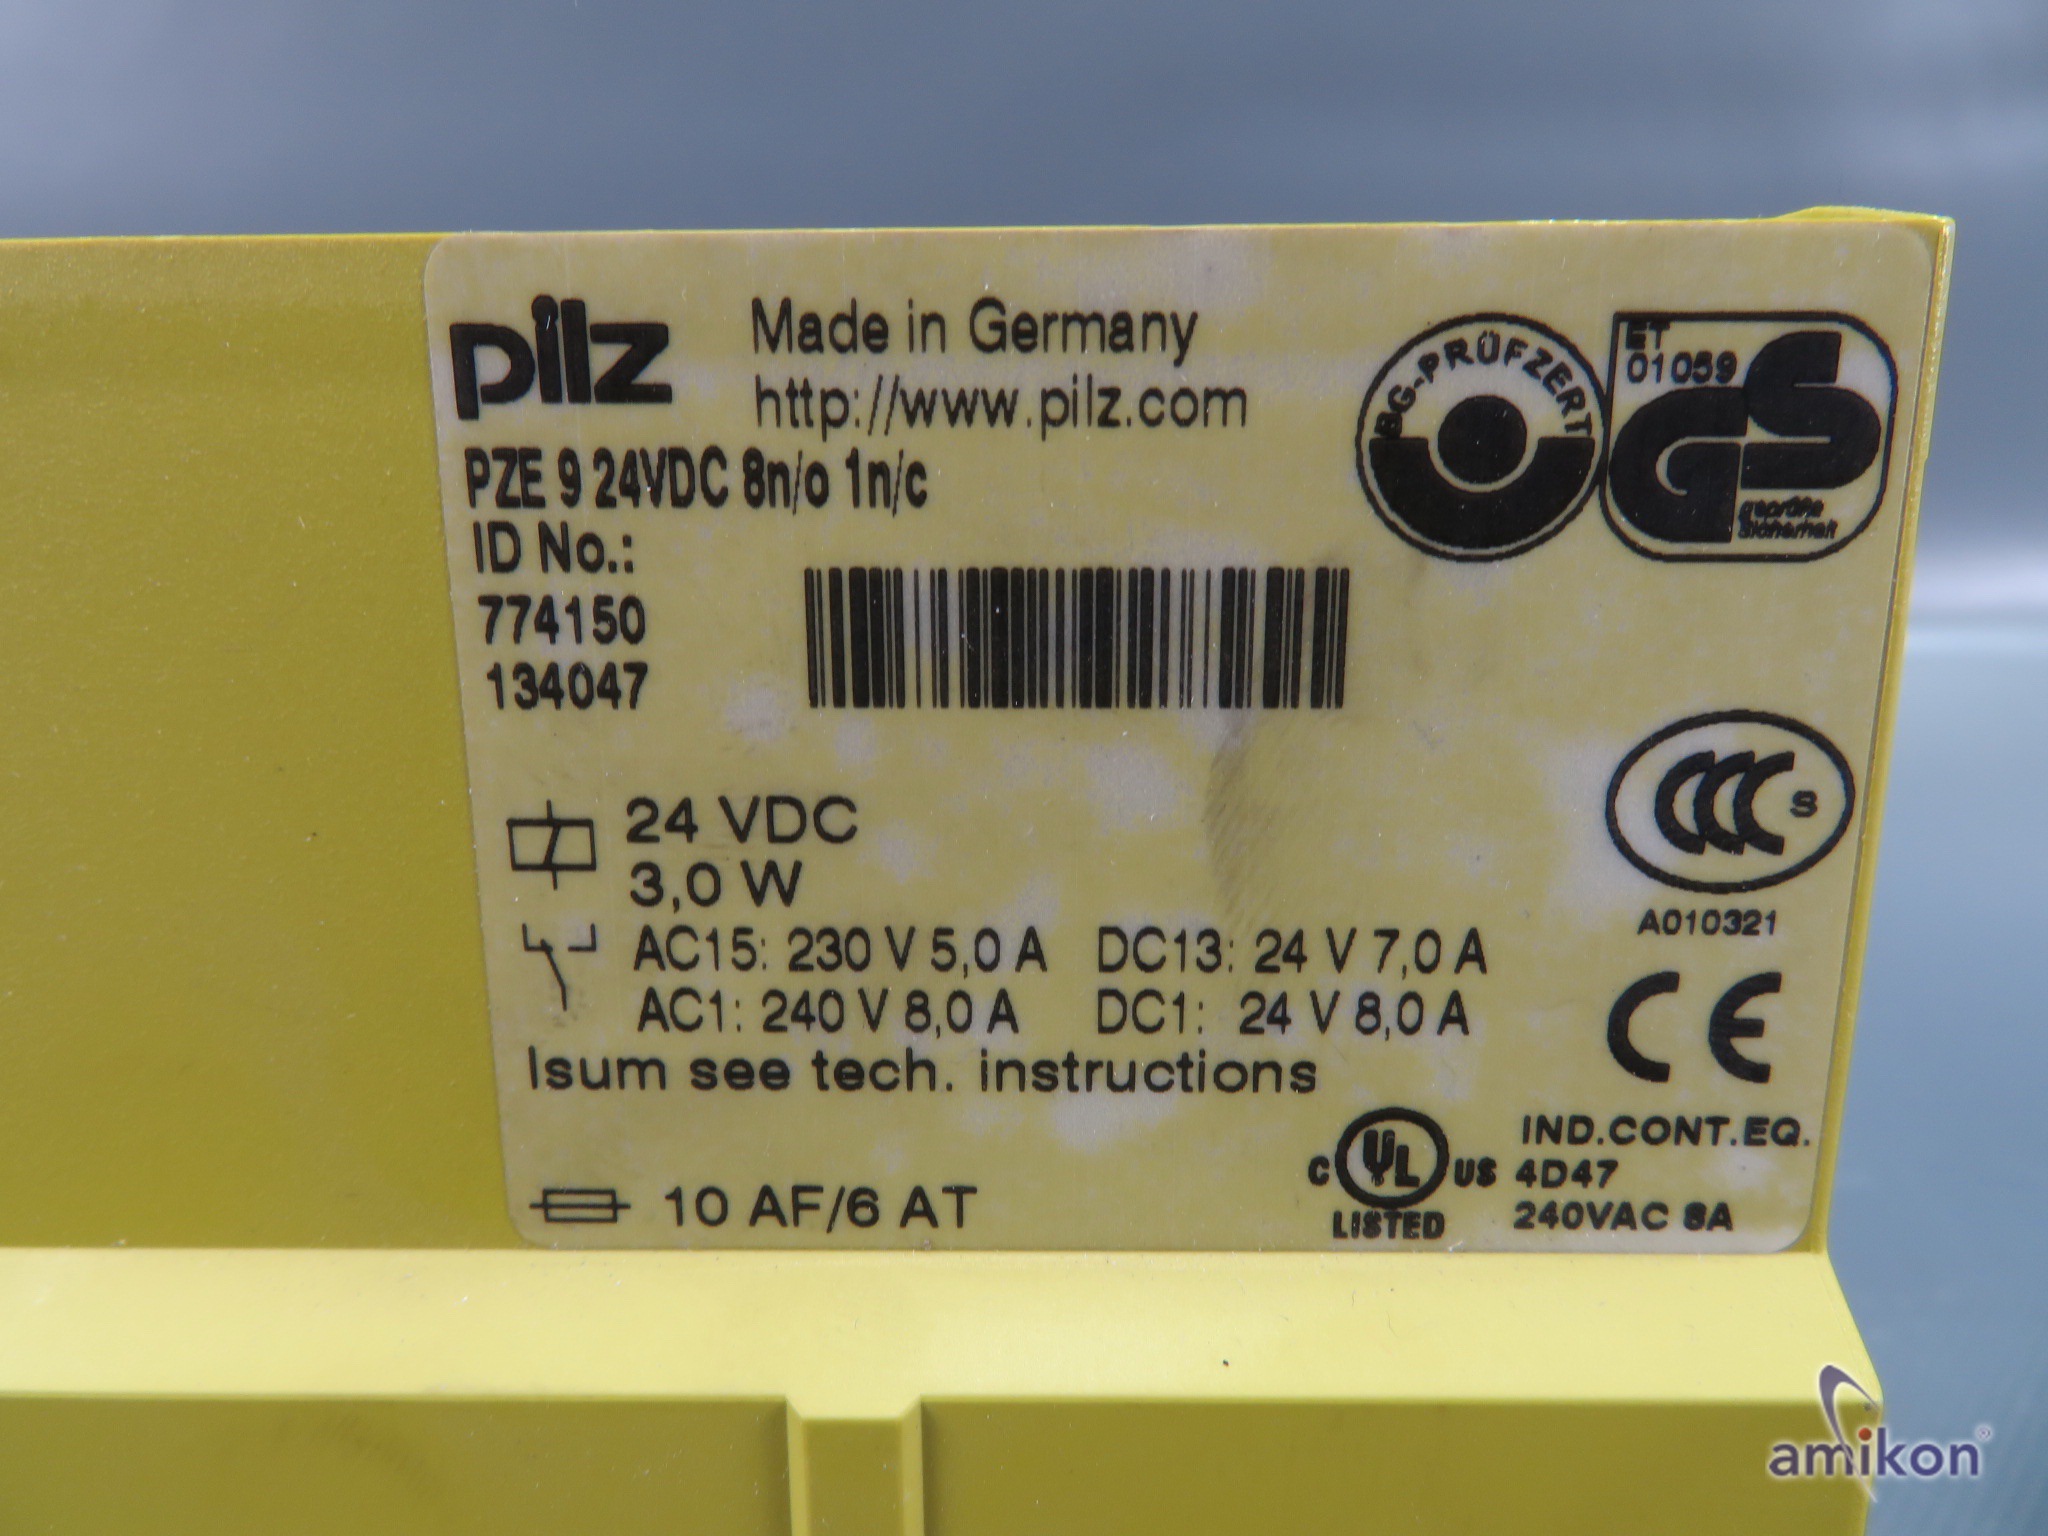 pilz
Made in Germany
http://www.pilz.com
PZE 9 24VDC 8n/o 1n/c
ID No.:
774150
134047
BG-PRÜFZERT
ET
01059
GS
geprüfte
Sicherheit
24 VDC
3,0 W
AC15: 230 V 5,0 A DC13: 24 V 7,0 A
AC1: 240 V 8,0 A DC1: 24 V 8,0 A
Isum see tech. instructions
10 AF/6 AT
CCC S
A010321
CE
C UL US
LISTED
IND.CONT.EQ.
4D47
240VAC 8A
amikon®